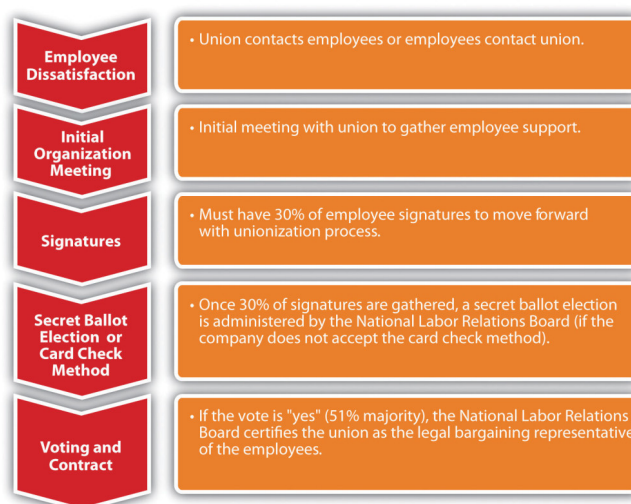 Employee
Dissatisfaction
• Union contacts employees or employees contact union.
Initial
Organization
Meeting
• Initial meeting with union to gather employee support.
Signatures
• Must have 30% of employee signatures to move forward
with unionization process.
Secret Ballot
Election or
Card Check
Method
• Once 30% of signatures are gathered, a secret ballot election
is administered by the National Labor Relations Board (if the
company does not accept the card check method).
Voting and
Contract
• If the vote is "yes" (51% majority), the National Labor Relations
Board certifies the union as the legal bargaining representative
of the employees.